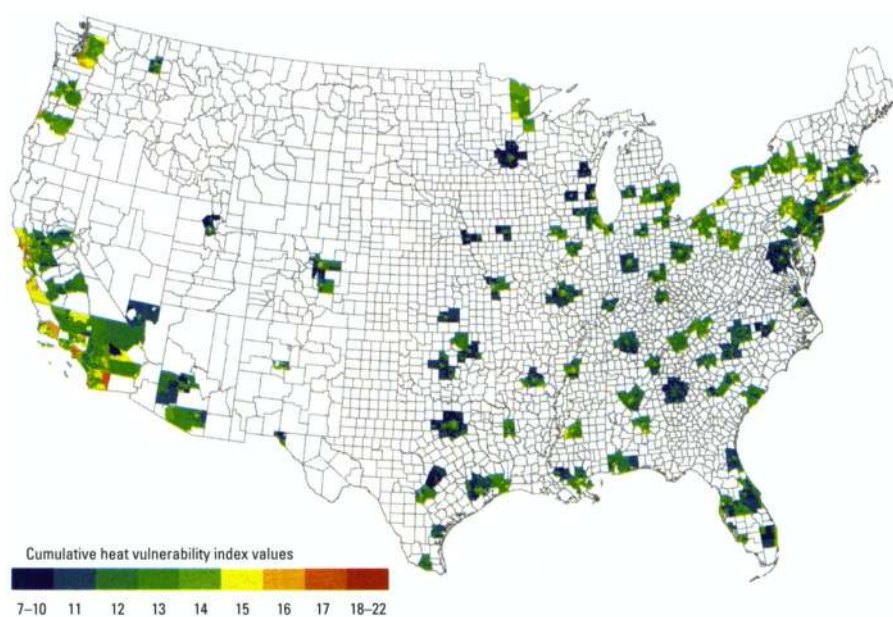 Cumulative heat vulnerability index values
7–10 11 12 13 14 15 16 17 18–22